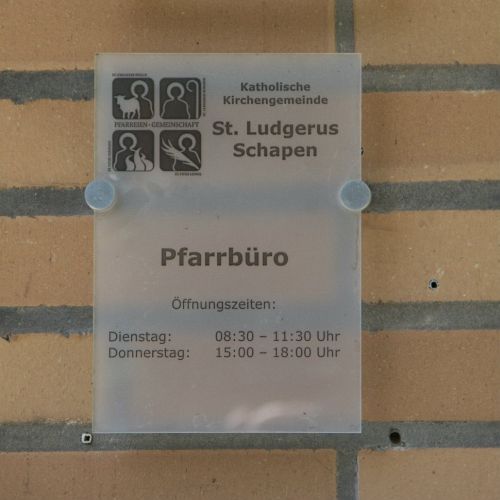 PFARREIEN · GEMEINSCHAFT
Katholische
Kirchengemeinde
St. Ludgerus
Schapen
Pfarrbüro
Öffnungszeiten:
Dienstag: 08:30 – 11:30 Uhr
Donnerstag: 15:00 – 18:00 Uhr